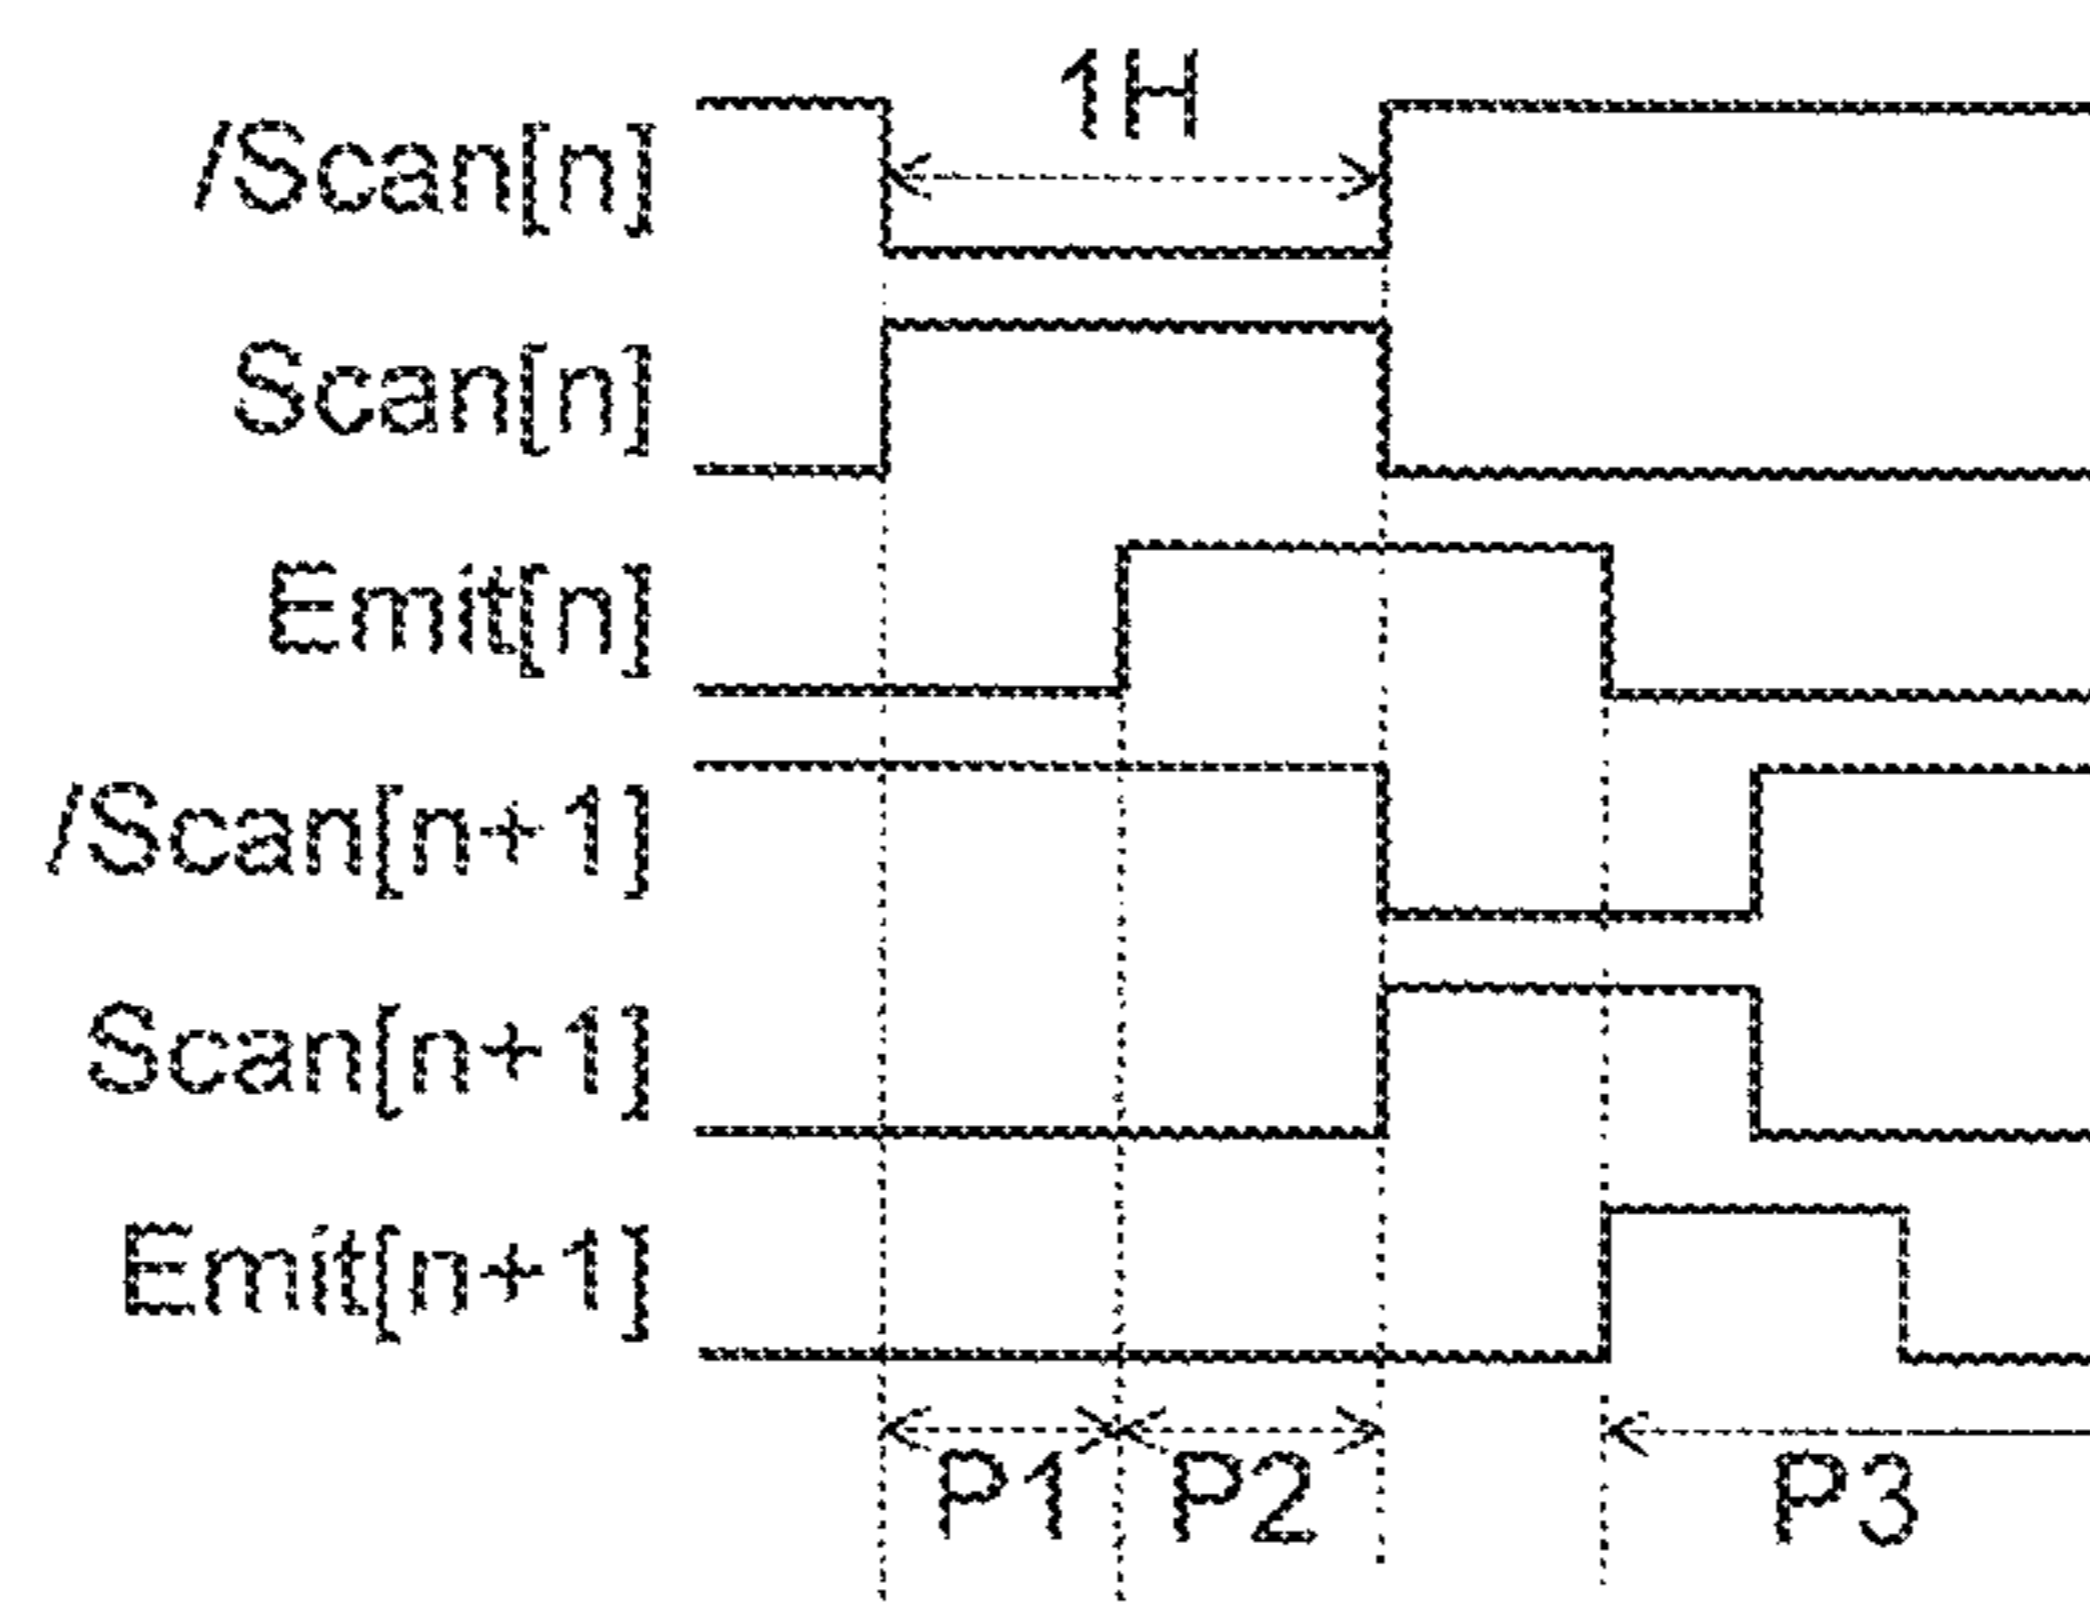 1H
/Scan[n]
Scan[n]
Emit[n]
/Scan[n+1]
Scan[n+1]
Emit[n+1]
P1 P2 P3